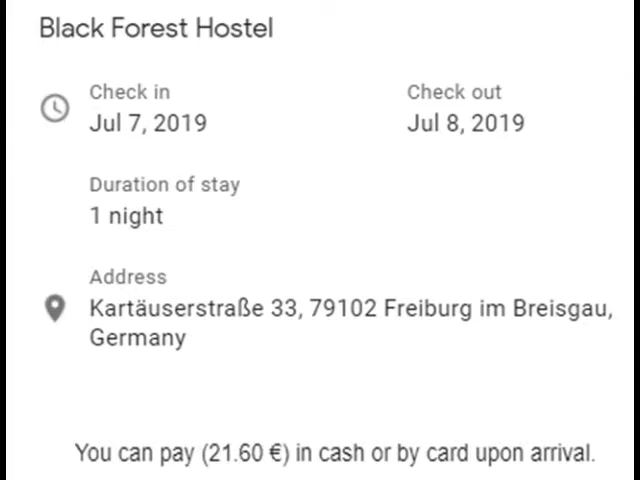 Black Forest Hostel
Check in
Check out
Jul 7, 2019
Jul 8, 2019
Duration of stay
1 night
Address
Kartäuserstraße 33, 79102 Freiburg im Breisgau,
Germany
You can pay (21.60 €) in cash or by card upon arrival.